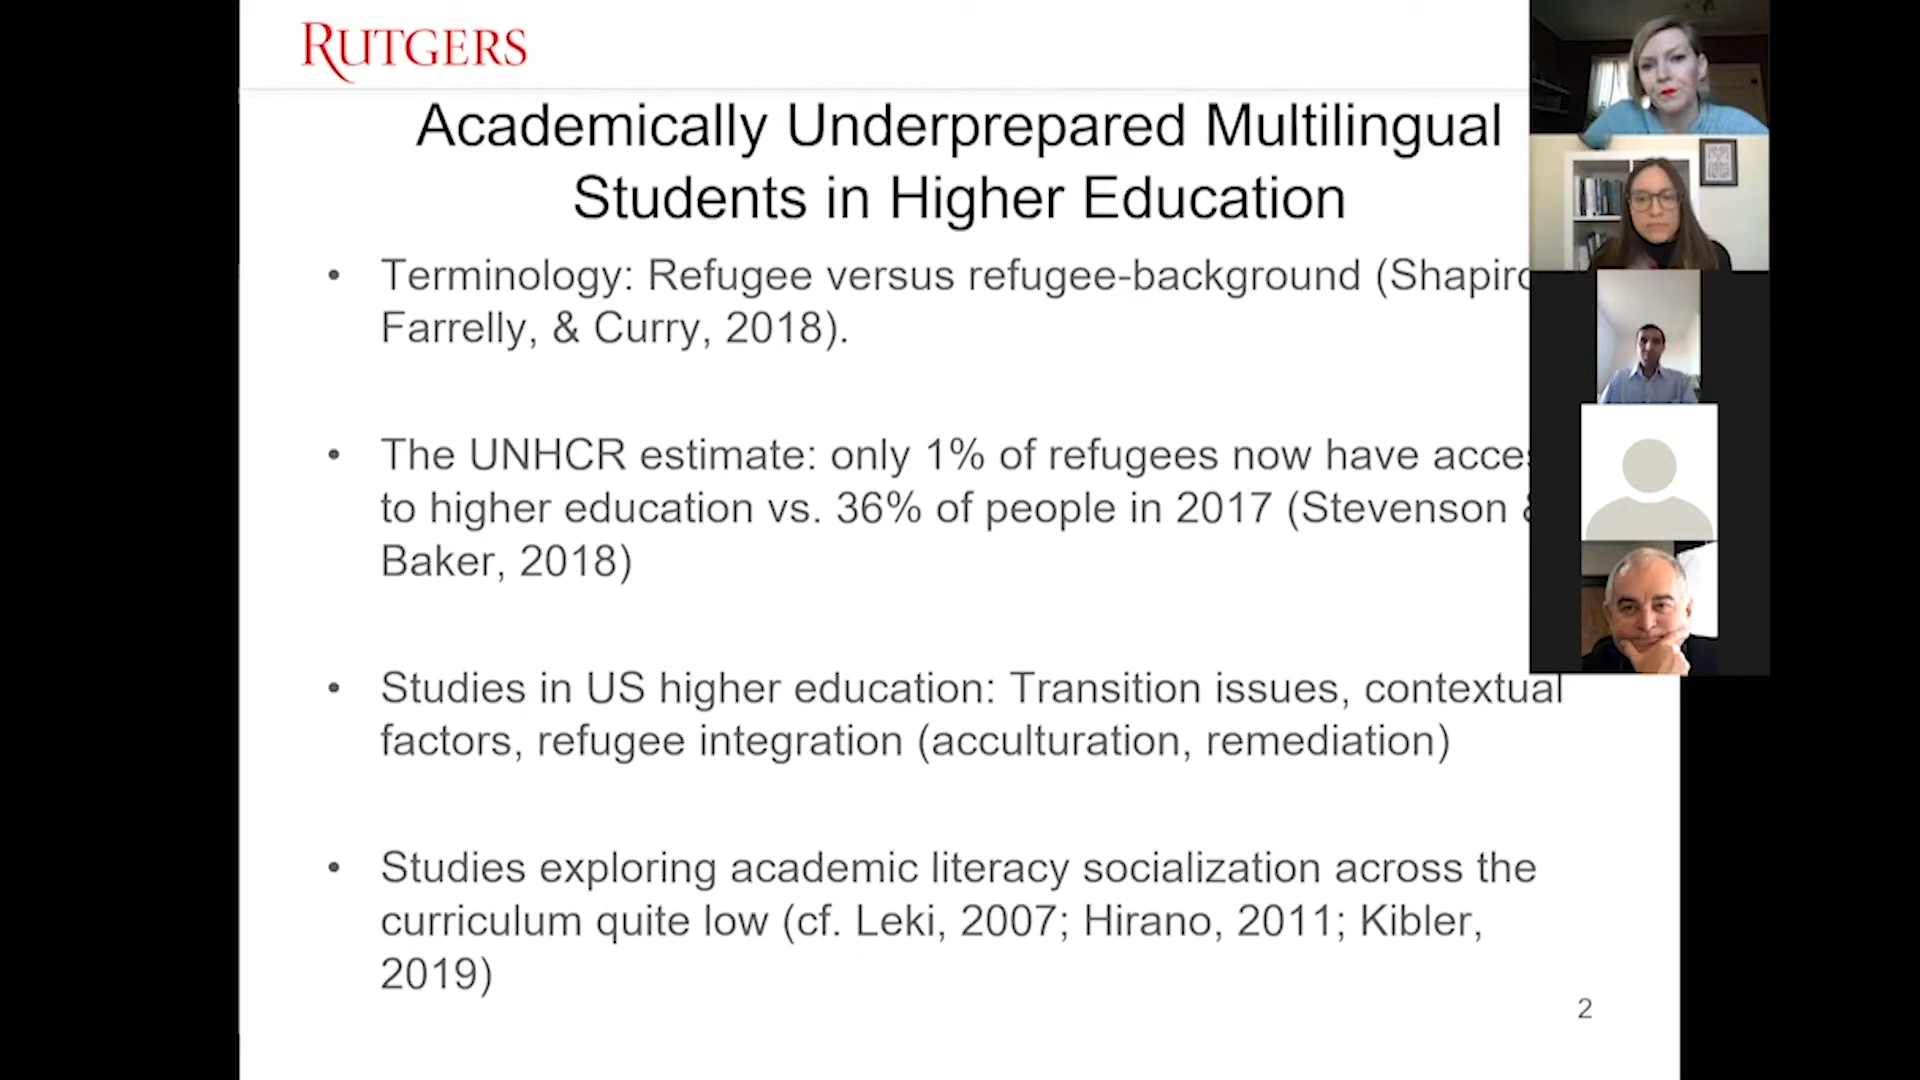 RUTGERS
Academically Underprepared Multilingual
Students in Higher Education
• Terminology: Refugee versus refugee-background (Shapiro
Farrelly, & Curry, 2018).
• The UNHCR estimate: only 1% of refugees now have
to higher education vs. 36% of people in 2017 (Stevenson &
Baker, 2018)
• Studies in US higher education: Transition issues, contextual
factors, refugee integration (acculturation, remediation)
• Studies exploring academic literacy socialization across the
curriculum quite low (cf. Leki, 2007; Hirano, 2011; Kibler,
2019)
2